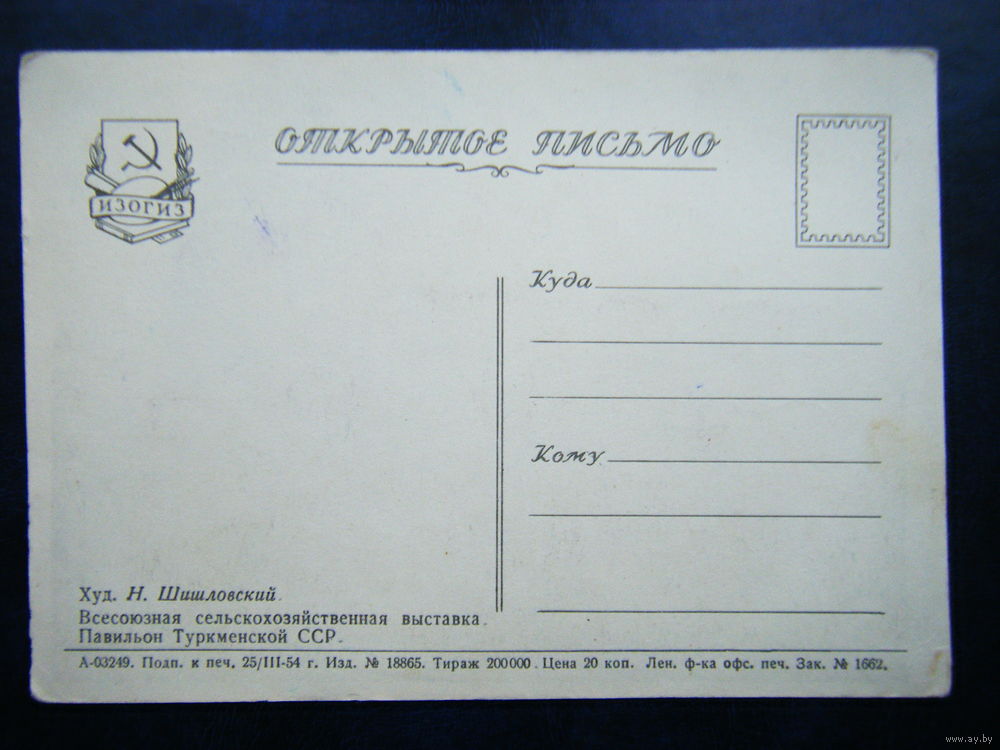 ОТКРЫТОЕ ПИСЬМО
ИЗОГИЗ
Куда
Кому
Худ. Н. Шишловский.
Всесоюзная сельскохозяйственная выставка.
Павильон Туркменской ССР.
А-03249. Подп. к печ. 25/III-54 г. Изд. № 18865. Тираж 200000. Цена 20 коп. Лен. ф-ка офс. печ. Зак. № 1662.
www.ay.by